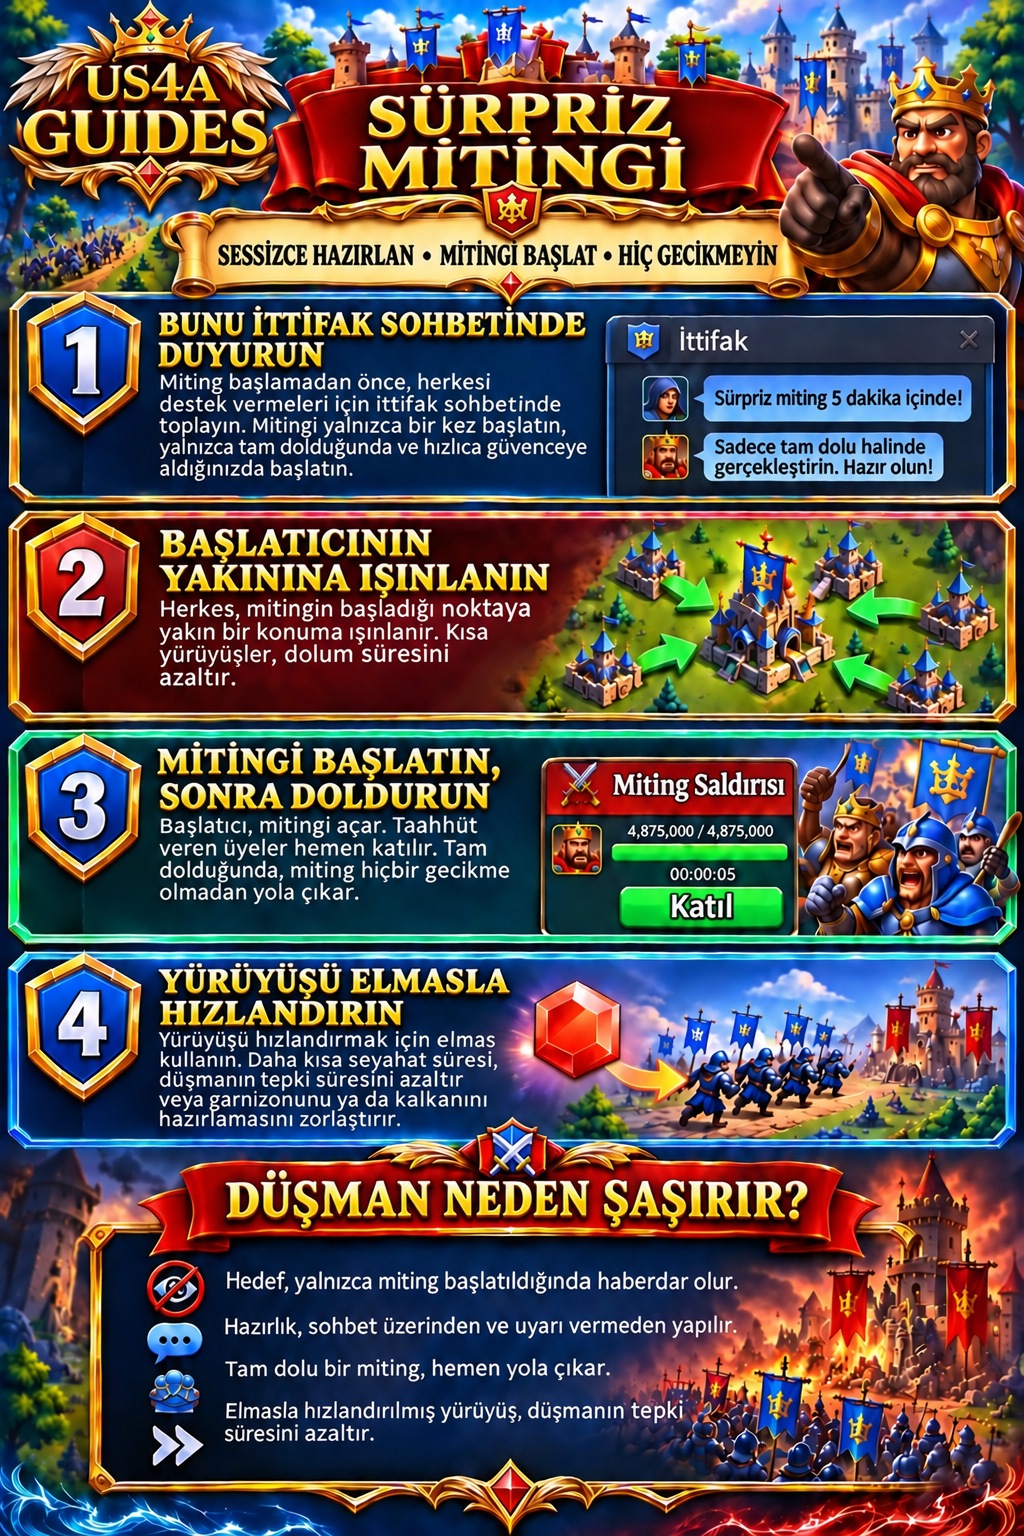 US4A
GUIDES
SÜRPRİZ
MİTİNGİ
SESSİZCE HAZIRLAN • MİTİNGİ BAŞLAT • HİÇ GECİKMEYİN
1
BUNU İTTİFAK SOHBETİNDE
DUYURUN
Miting başlamadan önce, herkesi
destek vermeleri için ittifak sohbetinde
toplayın. Mitingi yalnızca bir kez başlatın,
yalnızca tam dolduğunda ve hızlıca güvenceye
aldığınızda başlatın.
İttifak
Sürpriz miting 5 dakika içinde!
Sadece tam dolu halinde
gerçekleştirin. Hazır olun!
2
BAŞLATICININ
YAKININA IŞINLANIN
Herkes, mitingin başladığı noktaya
yakın bir konuma ışınlanir. Kısa
yürüyüşler, dolum süresini
azaltır.
3
MİTİNGİ BAŞLATIN,
SONRA DOLDURUN
Başlatıcı, mitingi açar. Taahhüt
veren üyeler hemen katılır. Tam
dolduğunda, miting hiçbir gecikme
olmadan yola çıkar.
Miting Saldırısı
4,875,000 / 4,875,000
00:00:05
Katıl
4
YÜRÜYÜŞÜ ELMASLA
HIZLANDIRIN
Yürüyüşü hızlandırmak için elmas
kullanın. Daha kısa seyahat süresi,
düşmanın tepki süresini azaltır
veya garnizonunu ya da kalkanını
hazırlamasını zorlaştırır.
DÜŞMAN NEDEN ŞAŞIRIR?
Hedef, yalnızca miting başlatıldığında haberdar olur.
Hazırlık, sohbet üzerinden ve uyarı vermeden yapılır.
Tam dolu bir miting, hemen yola çıkar.
Elmasla hızlandırılmış yürüyüş, düşmanın tepki
süresini azaltır.